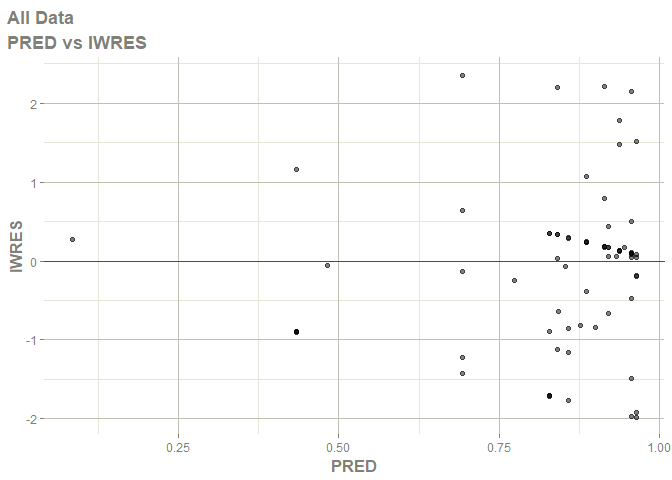 All Data
PRED vs IWRES
2
1
0
-1
-2
IWRES
0.25
0.50
0.75
1.00
PRED